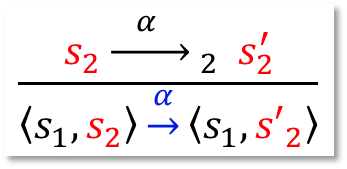 s₂ —α→ ₂ s′₂
⟨s₁, s₂⟩ —α→ ⟨s₁, s′₂⟩